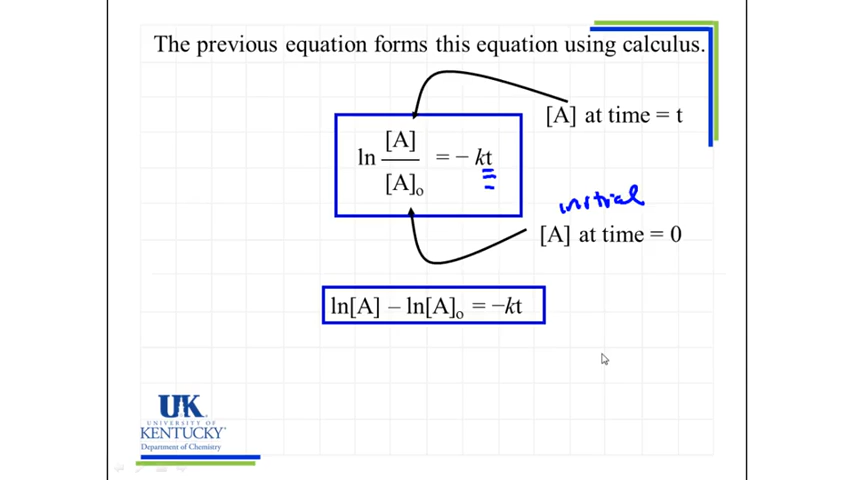 The previous equation forms this equation using calculus.
[A] at time = t
ln [A] / [A]o = − kt
initial
[A] at time = 0
ln[A] – ln[A]o = −kt
UK
UNIVERSITY OF
KENTUCKY
Department of Chemistry